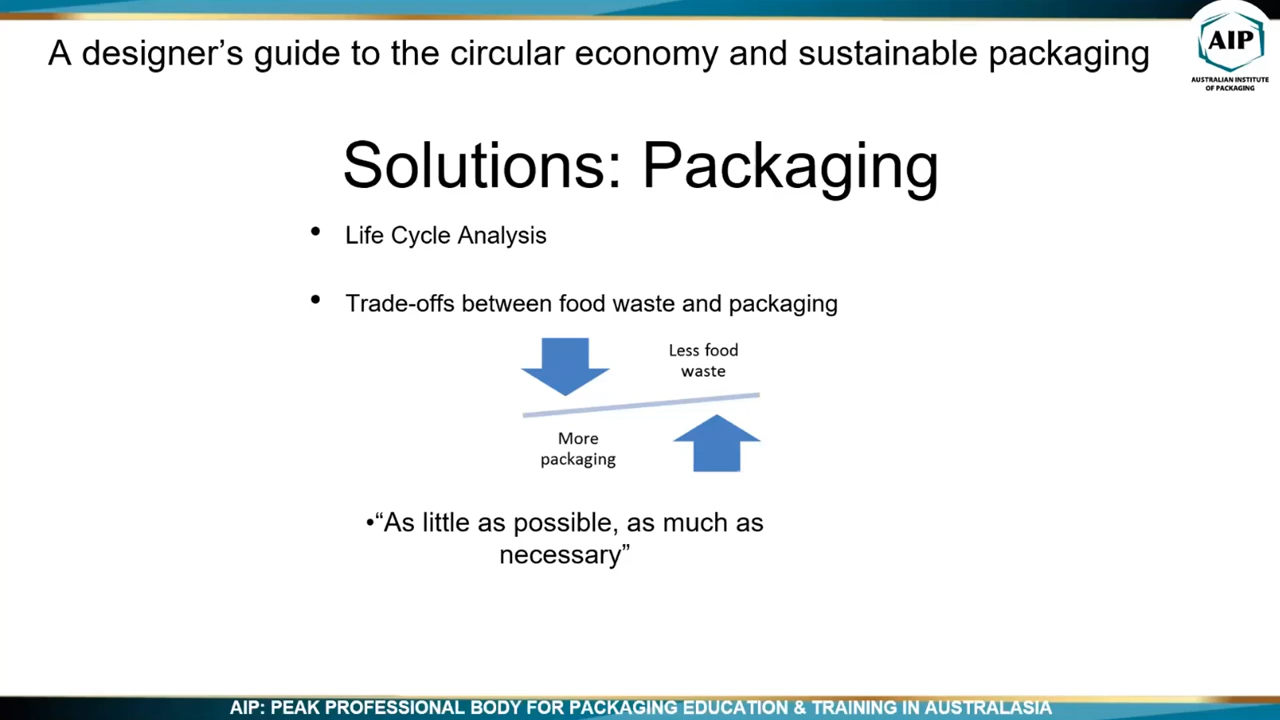 A designer’s guide to the circular economy and sustainable packaging
AIP
AUSTRALIAN INSTITUTE
OF PACKAGING
Solutions: Packaging
• Life Cycle Analysis
• Trade-offs between food waste and packaging
Less food
waste
More
packaging
•“As little as possible, as much as
necessary”
AIP: PEAK PROFESSIONAL BODY FOR PACKAGING EDUCATION & TRAINING IN AUSTRALASIA